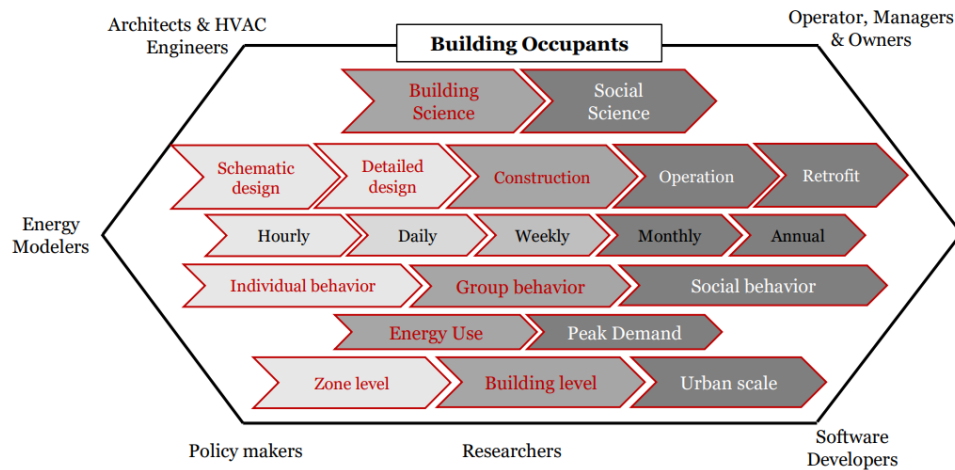 Architects & HVAC
Engineers
Operator, Managers
& Owners
Building Occupants
Building
Science
Social
Science
Schematic
design
Detailed
design
Construction
Operation
Retrofit
Energy
Modelers
Hourly
Daily
Weekly
Monthly
Annual
Individual behavior
Group behavior
Social behavior
Energy Use
Peak Demand
Zone level
Building level
Urban scale
Policy makers
Researchers
Software
Developers